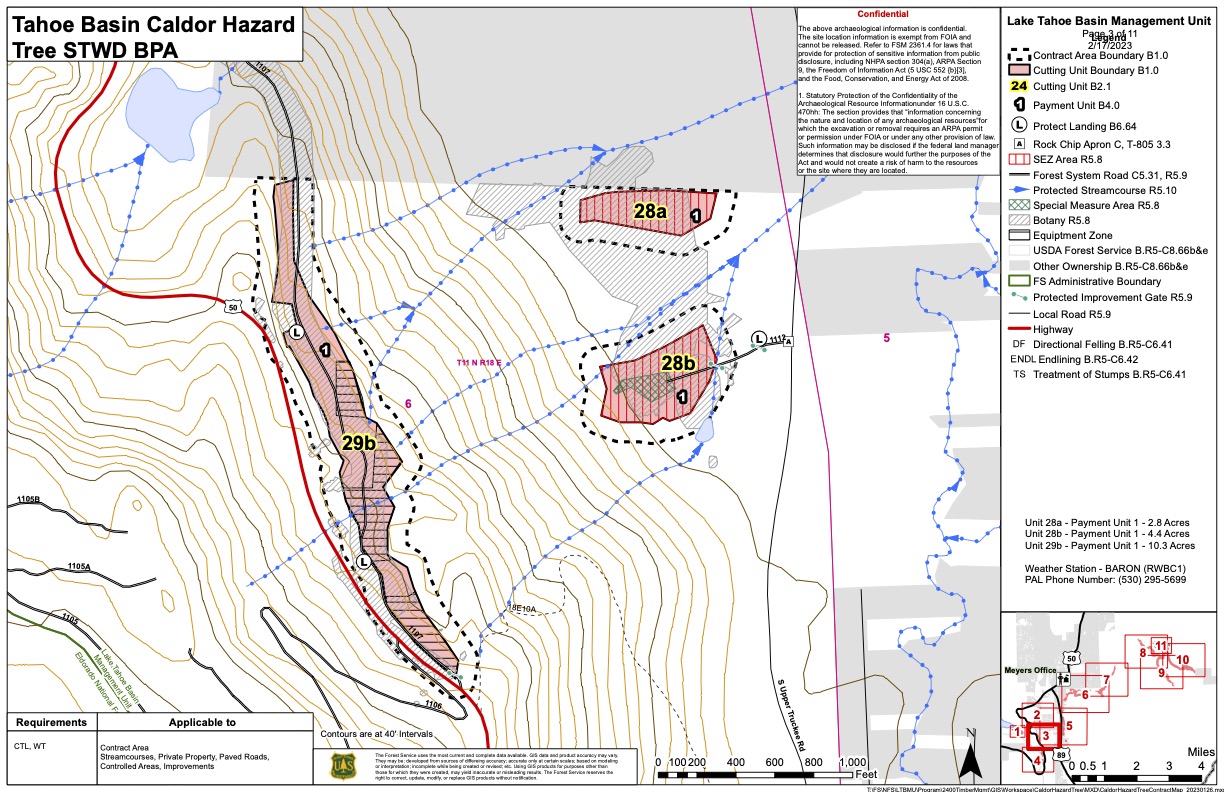 Tahoe Basin Caldor Hazard
Tree STWD BPA
Confidential
The above archaeological information is confidential.
The site location information is exempt from FOIA and
cannot be released. Refer to FSM 2361.4 for laws that
provide for protection of sensitive information from public
disclosure, including NHPA section 304(a), ARPA Section
9, the Freedom of Information Act (5 USC 552 (b)[3],
and the Food, Conservation, and Energy Act of 2008.
1. Statutory Protection of the Confidentiality of the
Archaeological Resource Informationunder 16 U.S.C.
470hh: The section provides that "information concerning
the nature and location of any archaeological resources"for
which the excavation or removal requires an ARPA permit
or permission under FOIA or under any other provision of law.
Such information may be disclosed if the federal land manager
determines that disclosure would further the purposes of the
Act and would not create a risk of harm to the resources
or the site where they are located.
Lake Tahoe Basin Management Unit
Legend
Page 3 of 11
2/17/2023
Contract Area Boundary B1.0
Cutting Unit Boundary B1.0
24 Cutting Unit B2.1
1 Payment Unit B4.0
L Protect Landing B6.64
A Rock Chip Apron C, T-805 3.3
SEZ Area R5.8
Forest System Road C5.31, R5.9
Protected Streamcourse R5.10
Special Measure Area R5.8
Botany R5.8
Equiptment Zone
USDA Forest Service B.R5-C8.66b&e
Other Ownership B.R5-C8.66b&e
FS Administrative Boundary
Protected Improvement Gate R5.9
Local Road R5.9
Highway
DF Directional Felling B.R5-C6.41
ENDL Endlining B.R5-C6.42
TS Treatment of Stumps B.R5-C6.41
Unit 28a - Payment Unit 1 - 2.8 Acres
Unit 28b - Payment Unit 1 - 4.4 Acres
Unit 29b - Payment Unit 1 - 10.3 Acres
Weather Station - BARON (RWBC1)
PAL Phone Number: (530) 295-5699
1107
28a
1
50
L
1
L
1112
A
5
T11 N R18 E
28b
1
6
29b
1105B
L
1105A
18E10A
1105
1107
Lake Tahoe Basin
Management Unit
Eldorado National F
1106
S Upper Truckee Rd
Meyers Office
50
8
11
10
9
7
6
2
1
3
5
4
89
Miles
0 0.5 1 2 3 4
Requirements
Applicable to
CTL, WT
Contract Area
Streamcourses, Private Property, Paved Roads,
Controlled Areas, Improvements
Contours are at 40' Intervals
UAS
The Forest Service uses the most current and complete data available. GIS data and product accuracy may vary.
They may be: developed from sources of differing accuracy; accurate only at certain scales; based on modeling
or interpretation; incomplete while being created or revised; etc. Using GIS products for purposes other than
those for which they were created, may yield inaccurate or misleading results. The Forest Service reserves the
right to correct, update, modify, or replace GIS products without notification.
0 100 200 400 600 800 1,000
Feet
N
T:\FS\NFS\LTBMU\Program\2400TimberMgmt\GIS\Workspace\CaldorHazardTree\MXD\CaldorHazardTreeContractMap_20230126.mx